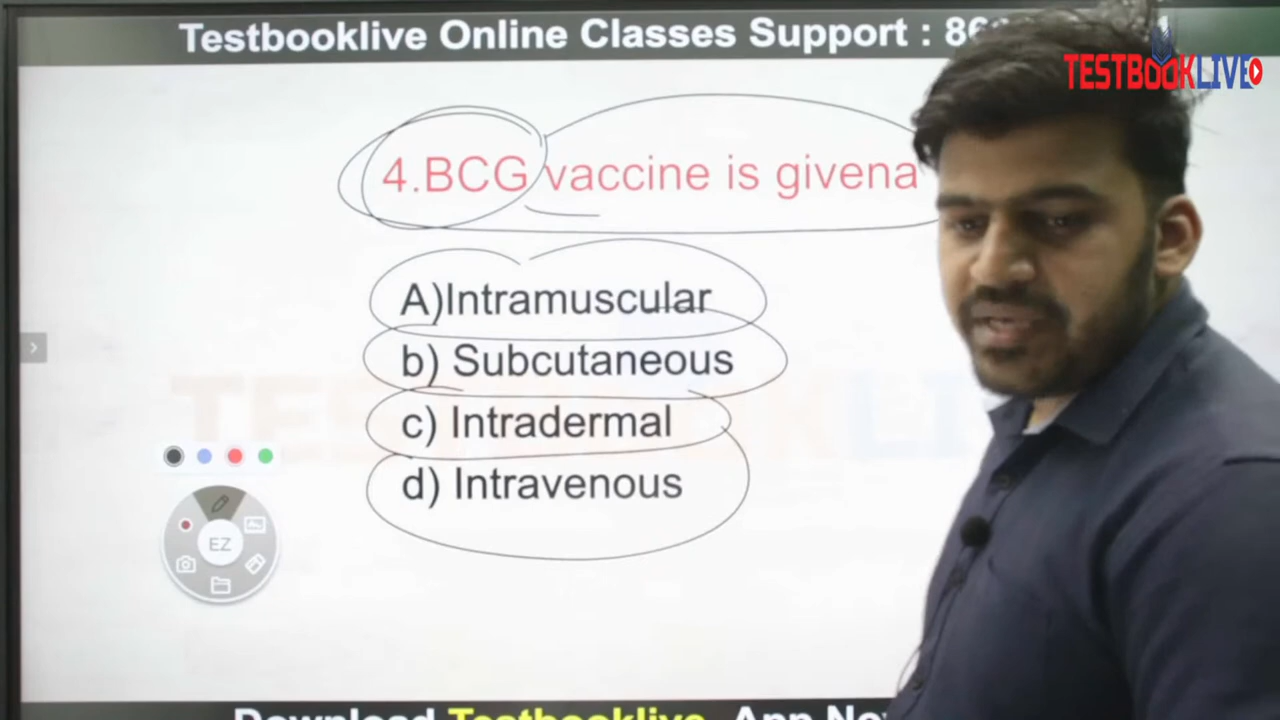 Testbooklive Online Classes Support : 86
TESTBOOKLIVE
4.BCG vaccine is givena
A)Intramuscular
b) Subcutaneous
c) Intradermal
d) Intravenous
EZ
Download Testbooklive App Now